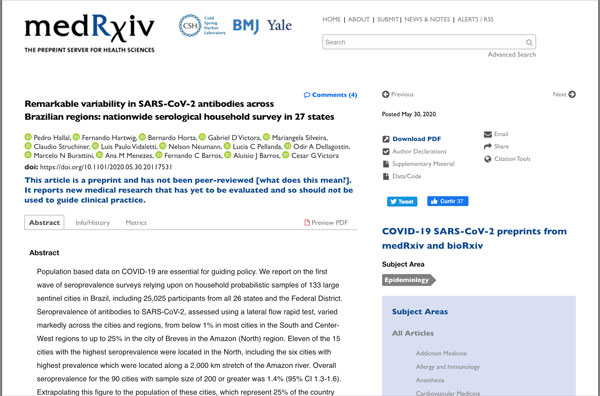 medRxiv
THE PREPRINT SERVER FOR HEALTH SCIENCES
CSH
Cold
Spring
Harbor
Laboratory
BMJ
Yale
HOME | ABOUT | SUBMIT | NEWS & NOTES | ALERTS / RSS
Search
Advanced Search
Comments (4)
Remarkable variability in SARS-CoV-2 antibodies across
Brazilian regions: nationwide serological household survey in 27 states
Pedro Hallal, Fernando Hartwig, Bernardo Horta, Gabriel D Victora, Mariangela Silveira,
Claudio Struchiner, Luis Paulo Vidaletti, Nelson Neumann, Lucia C Pellanda, Odir A Dellagostin,
Marcelo N Burattini, Ana M Menezes, Fernando C Barros, Aluisio J Barros, Cesar G Victora
doi: https://doi.org/10.1101/2020.05.30.20117531
This article is a preprint and has not been peer-reviewed [what does this mean?].
It reports new medical research that has yet to be evaluated and so should not be
used to guide clinical practice.
Abstract
Info/History
Metrics
Preview PDF
Abstract
Population based data on COVID-19 are essential for guiding policy. We report on the first
wave of seroprevalence surveys relying upon on household probabilistic samples of 133 large
sentinel cities in Brazil, including 25,025 participants from all 26 states and the Federal District.
Seroprevalence of antibodies to SARS-CoV-2, assessed using a lateral flow rapid test, varied
markedly across the cities and regions, from below 1% in most cities in the South and Center-
West regions to up to 25% in the city of Breves in the Amazon (North) region. Eleven of the 15
cities with the highest seroprevalence were located in the North, including the six cities with
highest prevalence which were located along a 2,000 km stretch of the Amazon river. Overall
seroprevalence for the 90 cities with sample size of 200 or greater was 1.4% (95% CI 1.3-1.6).
Extrapolating this figure to the population of these cities, which represent 25% of the country
Previous
Next
Posted May 30, 2020.
Download PDF
Author Declarations
Supplementary Material
Data/Code
Email
Share
Citation Tools
Tweet
Curtir 37
COVID-19 SARS-CoV-2 preprints from
medRxiv and bioRxiv
Subject Area
Epidemiology
Subject Areas
All Articles
Addiction Medicine
Allergy and Immunology
Anesthesia
Cardiovascular Medicine